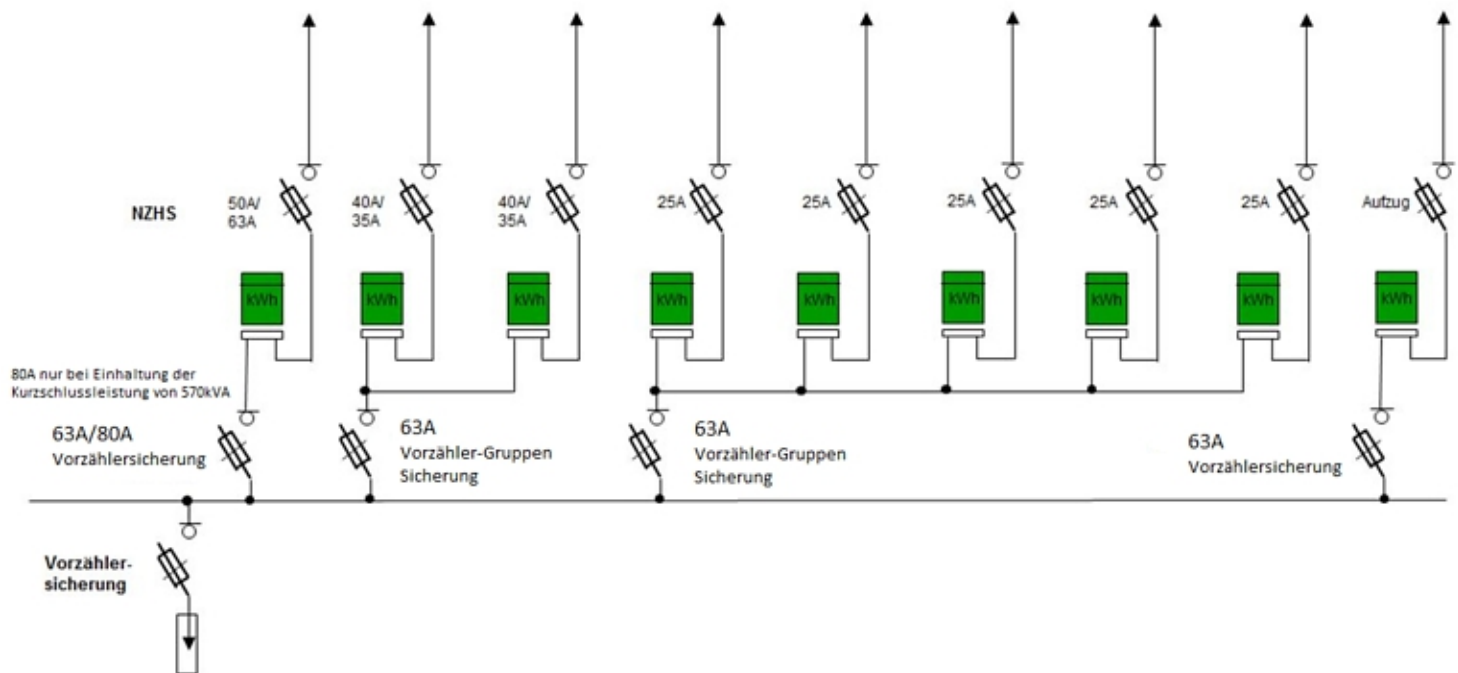 NZHS
50A/
63A
40A/
35A
40A/
35A
25A
25A
25A
25A
25A
Aufzug
kWh
kWh
kWh
kWh
kWh
kWh
kWh
kWh
kWh
80A nur bei Einhaltung der
Kurzschlussleistung von 570kVA
63A/80A
Vorzählersicherung
63A
Vorzähler-Gruppen
Sicherung
63A
Vorzähler-Gruppen
Sicherung
63A
Vorzählersicherung
Vorzähler-
sicherung